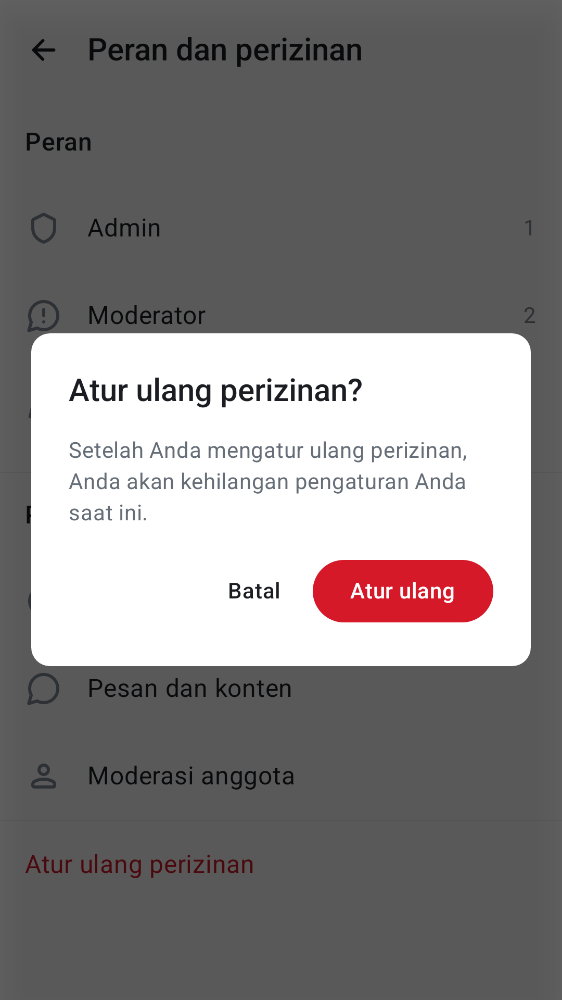 Peran dan perizinan
Peran
Admin
1
Moderator
2
Atur ulang perizinan?
Setelah Anda mengatur ulang perizinan,
Anda akan kehilangan pengaturan Anda
saat ini.
Batal
Atur ulang
Pesan dan konten
Moderasi anggota
Atur ulang perizinan